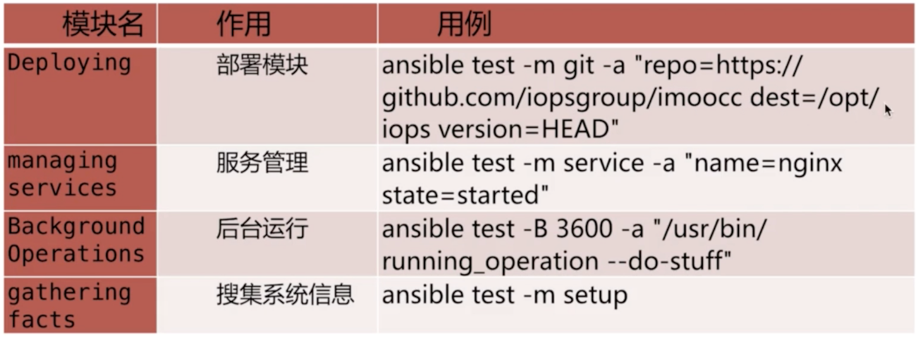 模块名 作用 用例
Deploying 部署模块 ansible test -m git -a "repo=https://
github.com/iopsgroup/imoocc dest=/opt/
iops version=HEAD"
managing 服务管理 ansible test -m service -a "name=nginx
services state=started"
Background 后台运行 ansible test -B 3600 -a "/usr/bin/
Operations running_operation --do-stuff"
gathering 搜集系统信息 ansible test -m setup
facts